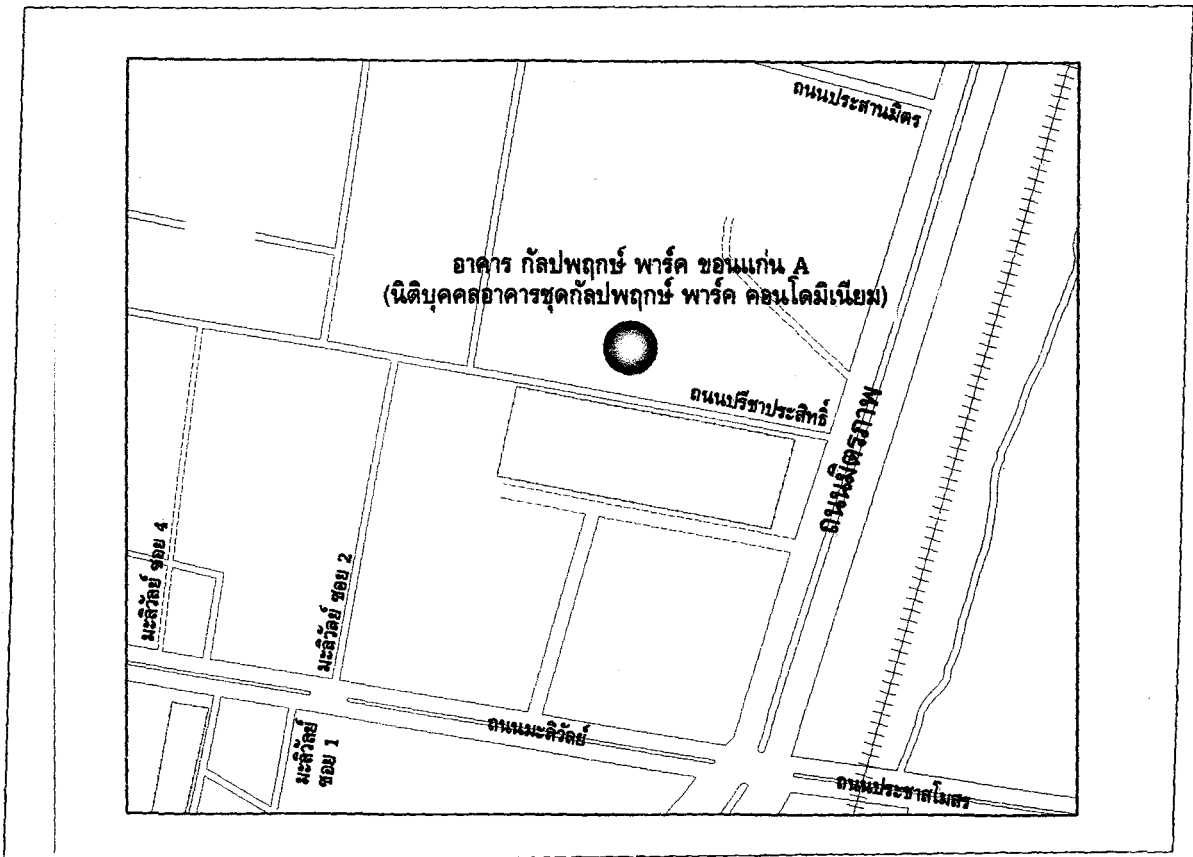 ถนนประสานมิตร
อาคาร กัลปพฤกษ์ พาร์ค ขอนแก่น A
(นิติบุคคลอาคารชุดกัลปพฤกษ์ พาร์ค คอนโดมิเนียม)
ถนนปรีชาประสิทธิ์
ถนนมิตรภาพ
มะลิวัลย์ ซอย 4
มะลิวัลย์ ซอย 2
ถนนมะลิวัลย์
มะลิวัลย์
ซอย 1
ถนนประชาสโมสร